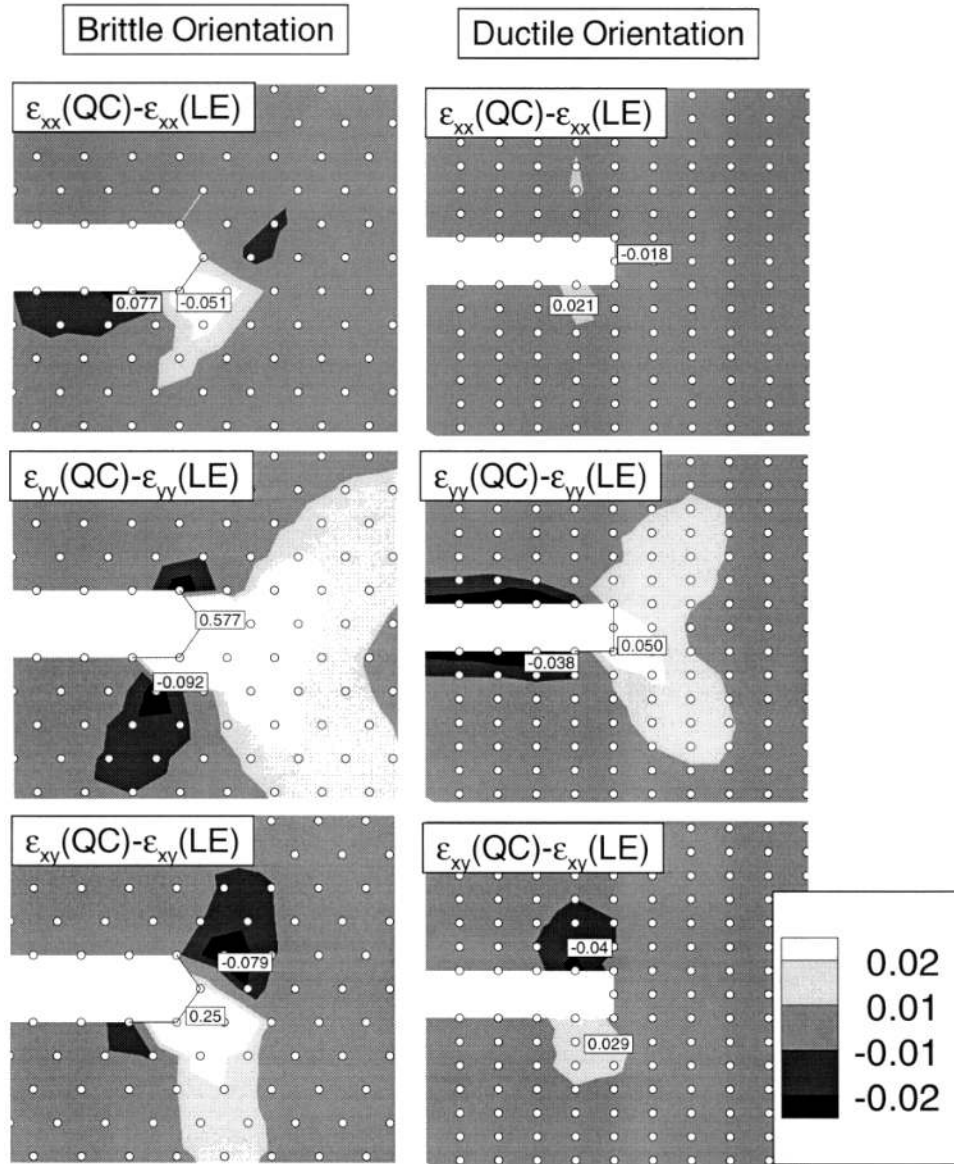 Brittle Orientation
Ductile Orientation
εxx(QC)-εxx(LE)
0.077
-0.051
εxx(QC)-εxx(LE)
-0.018
0.021
εyy(QC)-εyy(LE)
0.577
-0.092
εyy(QC)-εyy(LE)
0.050
-0.038
εxy(QC)-εxy(LE)
-0.079
0.25
εxy(QC)-εxy(LE)
-0.04
0.029
0.02
0.01
-0.01
-0.02